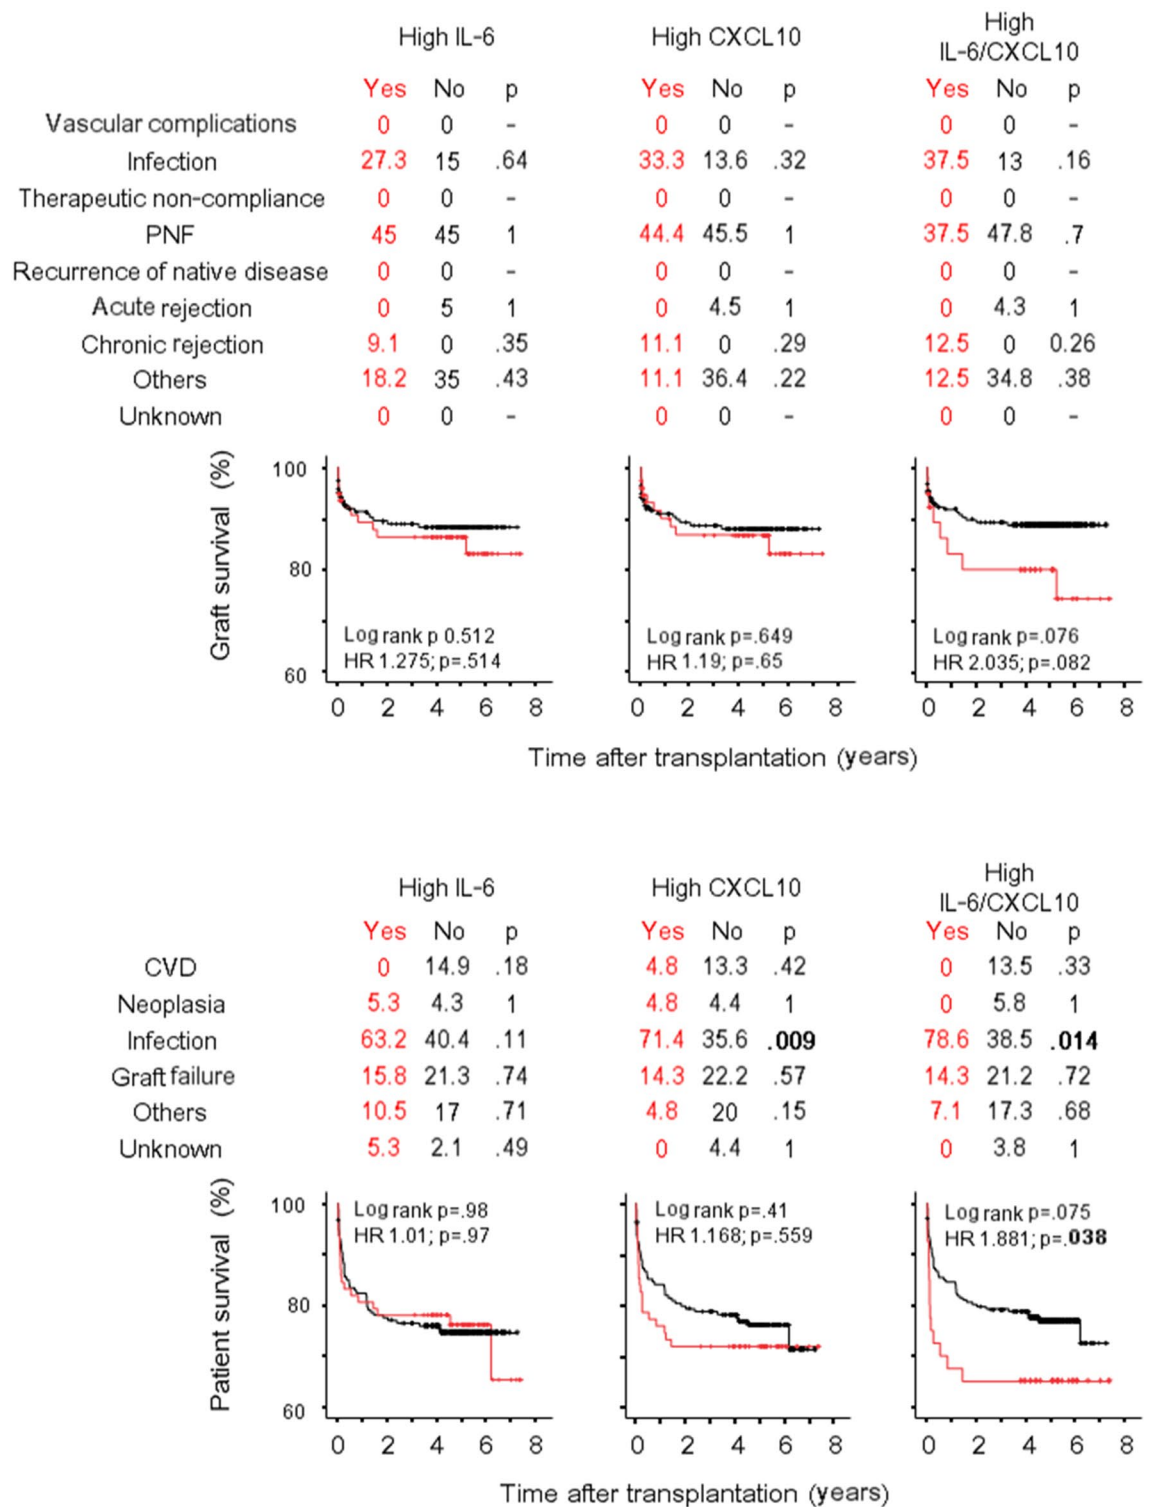 High IL-6 High CXCL10 High IL-6/CXCL10
Yes No p Yes No p Yes No p
Vascular complications 0 0 - 0 0 - 0 0 -
Infection 27.3 15 .64 33.3 13.6 .32 37.5 13 .16
Therapeutic non-compliance 0 0 - 0 0 - 0 0 -
PNF 45 45 1 44.4 45.5 1 37.5 47.8 .7
Recurrence of native disease 0 0 - 0 0 - 0 0 -
Acute rejection 0 5 1 0 4.5 1 0 4.3 1
Chronic rejection 9.1 0 .35 11.1 0 .29 12.5 0 0.26
Others 18.2 35 .43 11.1 36.4 .22 12.5 34.8 .38
Unknown 0 0 - 0 0 - 0 0 -
Graft survival (%)
100
80
60
Log rank p 0.512
HR 1.275; p=.514
Log rank p=.649
HR 1.19; p=.65
Log rank p=.076
HR 2.035; p=.082
0 2 4 6 8 0 2 4 6 8 0 2 4 6 8
Time after transplantation (years)
High IL-6 High CXCL10 High IL-6/CXCL10
Yes No p Yes No p Yes No p
CVD 0 14.9 .18 4.8 13.3 .42 0 13.5 .33
Neoplasia 5.3 4.3 1 4.8 4.4 1 0 5.8 1
Infection 63.2 40.4 .11 71.4 35.6 .009 78.6 38.5 .014
Graft failure 15.8 21.3 .74 14.3 22.2 .57 14.3 21.2 .72
Others 10.5 17 .71 4.8 20 .15 7.1 17.3 .68
Unknown 5.3 2.1 .49 0 4.4 1 0 3.8 1
Patient survival (%)
100
80
60
Log rank p=.98
HR 1.01; p=.97
Log rank p=.41
HR 1.168; p=.559
Log rank p=.075
HR 1.881; p=.038
0 2 4 6 8 0 2 4 6 8 0 2 4 6 8
Time after transplantation (years)